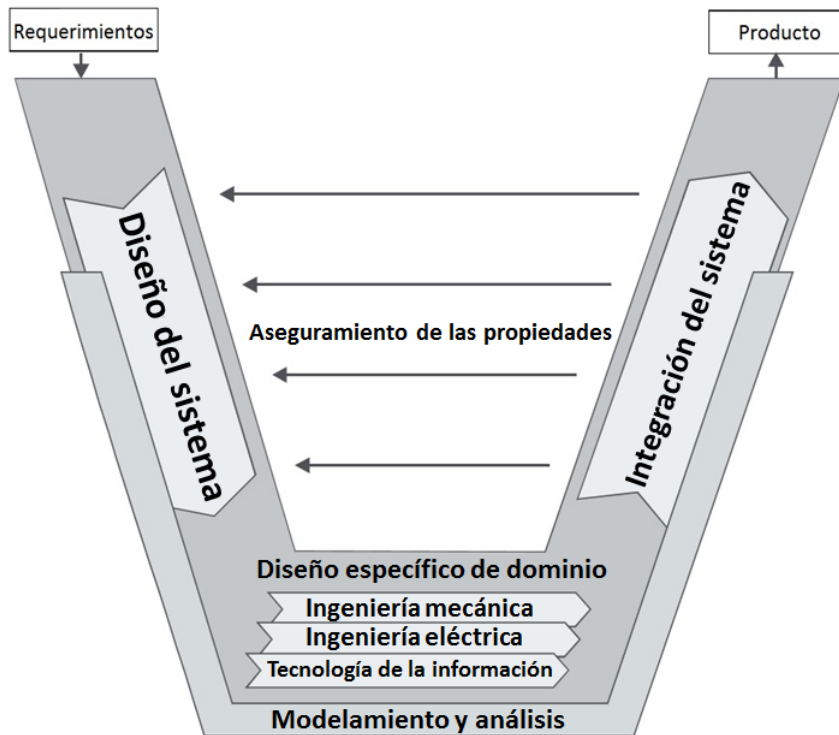 Requerimientos
Producto
Diseño del sistema
Aseguramiento de las propiedades
Integración del sistema
Diseño específico de dominio
Ingeniería mecánica
Ingeniería eléctrica
Tecnología de la información
Modelamiento y análisis